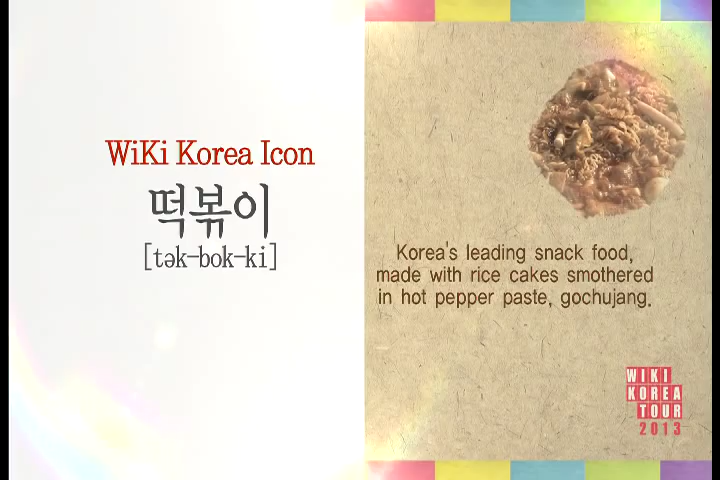 WiKi Korea Icon
떡볶이
[tək-bok-ki]
Korea's leading snack food,
made with rice cakes smothered
in hot pepper paste, gochujang.
WIKI
KOREA
TOUR
2013